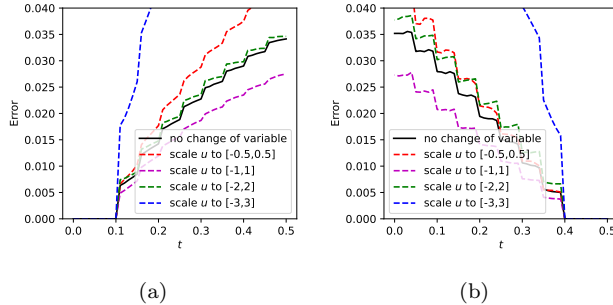 0.040
0.035
0.030
0.025
0.020
0.015
0.010
0.005
0.000
Error
0.0 0.1 0.2 0.3 0.4 0.5
t
no change of variable
scale u to [-0.5,0.5]
scale u to [-1,1]
scale u to [-2,2]
scale u to [-3,3]
(a)
0.040
0.035
0.030
0.025
0.020
0.015
0.010
0.005
0.000
Error
0.0 0.1 0.2 0.3 0.4 0.5
t
no change of variable
scale u to [-0.5,0.5]
scale u to [-1,1]
scale u to [-2,2]
scale u to [-3,3]
(b)